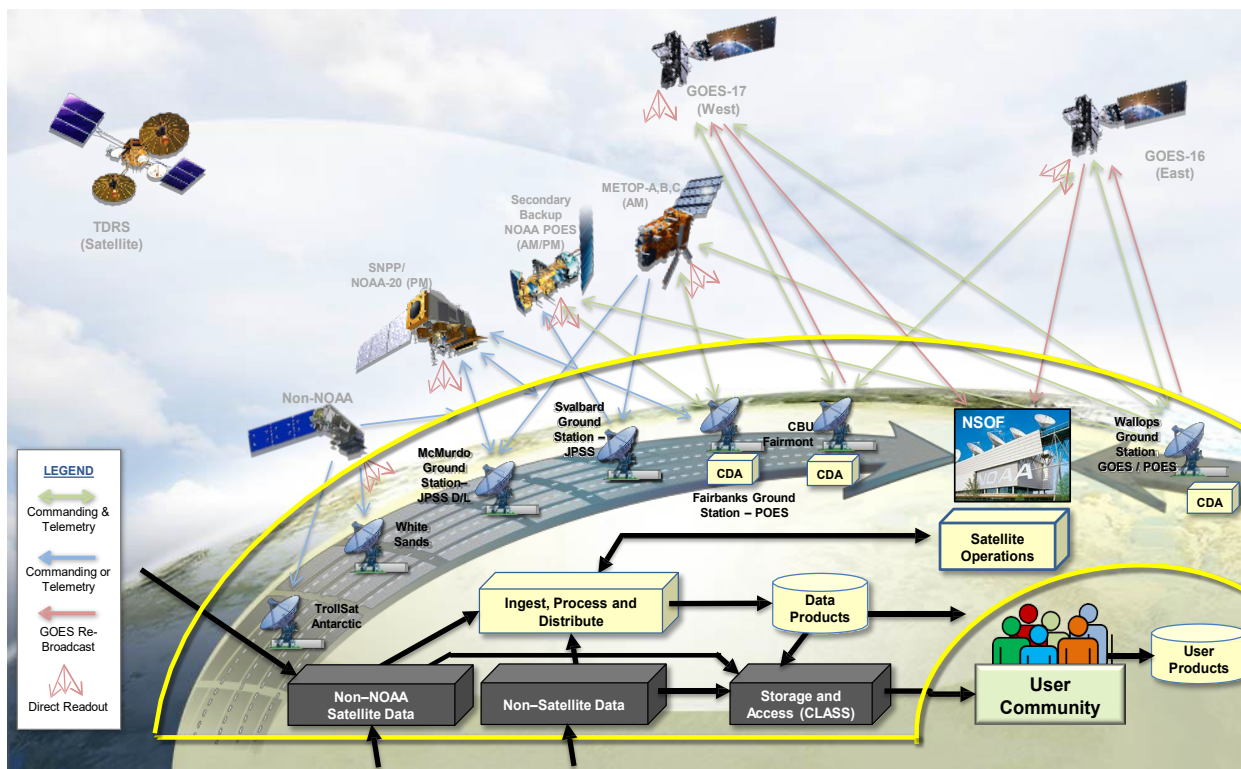 GOES-17
(West)
GOES-16
(East)
TDRS
(Satellite)
METOP-A,B,C
(AM)
Secondary
Backup
NOAA POES
(AM/PM)
SNPP/
NOAA-20 (PM)
Non-NOAA
Svalbard
Ground
Station –
JPSS
McMurdo
Ground
Station–
JPSS D/L
White
Sands
TrollSat
Antarctic
CBU
Fairmont
CDA
CDA
Fairbanks Ground
Station – POES
NSOF
NOAA
Wallops
Ground
Station
GOES / POES
CDA
LEGEND
Commanding &
Telemetry
Commanding or
Telemetry
GOES Re-
Broadcast
Direct Readout
Satellite
Operations
Ingest, Process and
Distribute
Data
Products
Non–NOAA
Satellite Data
Non–Satellite Data
Storage and
Access (CLASS)
User
Community
User
Products